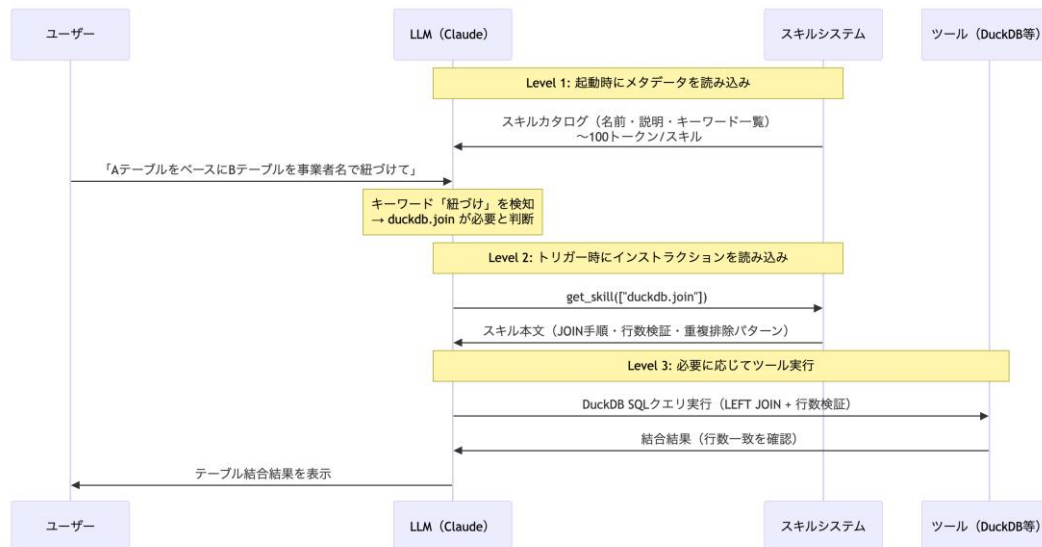 ユーザー
LLM（Claude）
スキルシステム
ツール（DuckDB等）
Level 1: 起動時にメタデータを読み込み
スキルカタログ（名前・説明・キーワード一覧）
〜100トークン/スキル
「AテーブルをベースにBテーブルを事業者名で紐づけて」
キーワード「紐づけ」を検知
→ duckdb.join が必要と判断
Level 2: トリガー時にインストラクションを読み込み
get_skill(["duckdb.join"])
スキル本文（JOIN手順・行数検証・重複排除パターン）
Level 3: 必要に応じてツール実行
DuckDB SQLクエリ実行（LEFT JOIN + 行数検証）
結合結果（行数一致を確認）
テーブル結合結果を表示
ユーザー
LLM（Claude）
スキルシステム
ツール（DuckDB等）